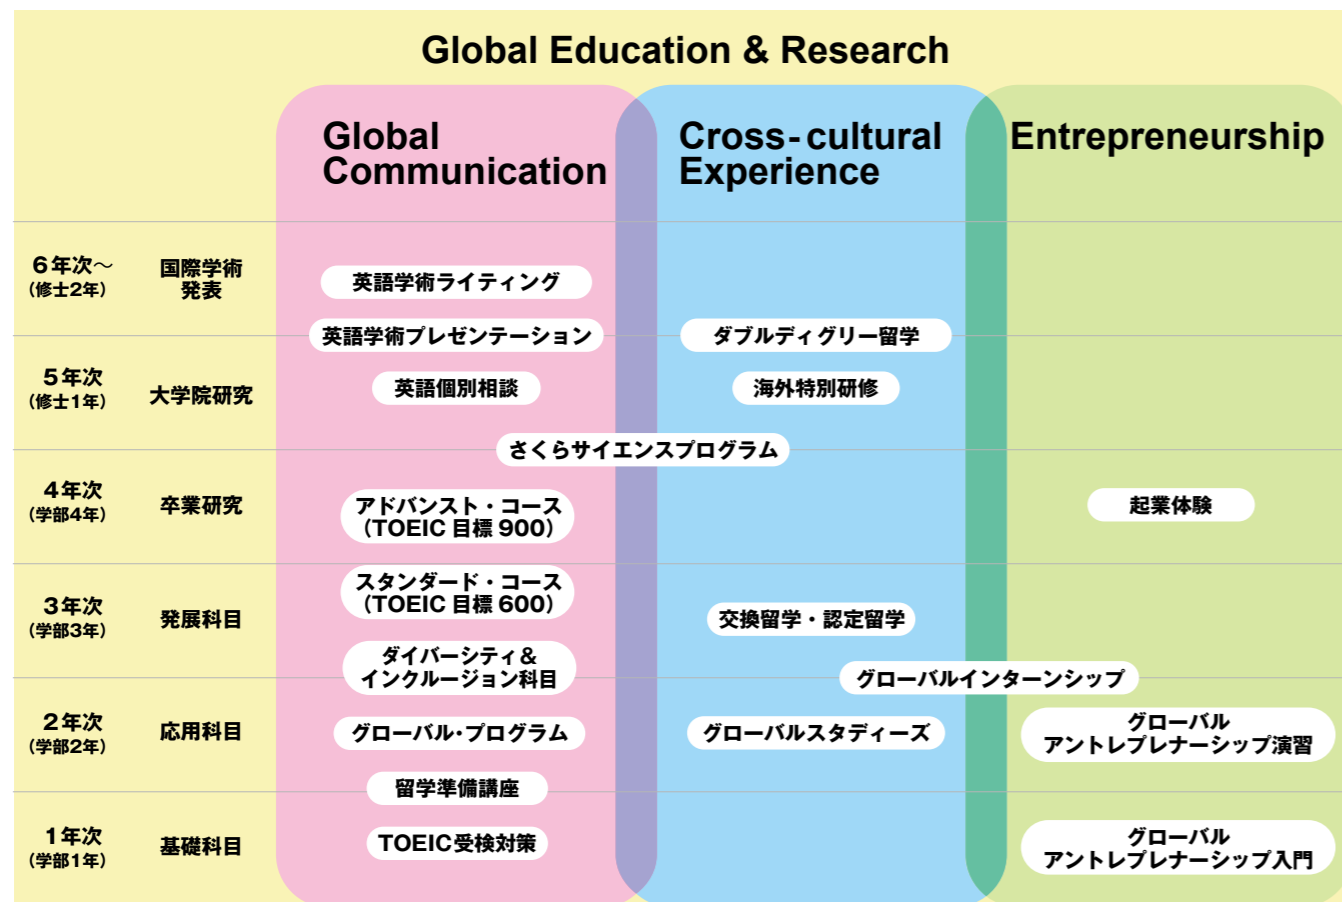 Global Education & Research
Global
Communication
Cross-cultural
Experience
Entrepreneurship
6年次～
(修士2年)
国際学術
発表
英語学術ライティング
英語学術プレゼンテーション
ダブルディグリー留学
5年次
(修士1年)
大学院研究
英語個別相談
海外特別研修
さくらサイエンスプログラム
4年次
(学部4年)
卒業研究
アドバンスト・コース
(TOEIC 目標 900)
起業体験
3年次
(学部3年)
発展科目
スタンダード・コース
(TOEIC 目標 600)
交換留学・認定留学
ダイバーシティ＆
インクルージョン科目
グローバルインターンシップ
2年次
(学部2年)
応用科目
グローバル・プログラム
グローバルスタディーズ
グローバル
アントレプレナーシップ演習
留学準備講座
1年次
(学部1年)
基礎科目
TOEIC受検対策
グローバル
アントレプレナーシップ入門